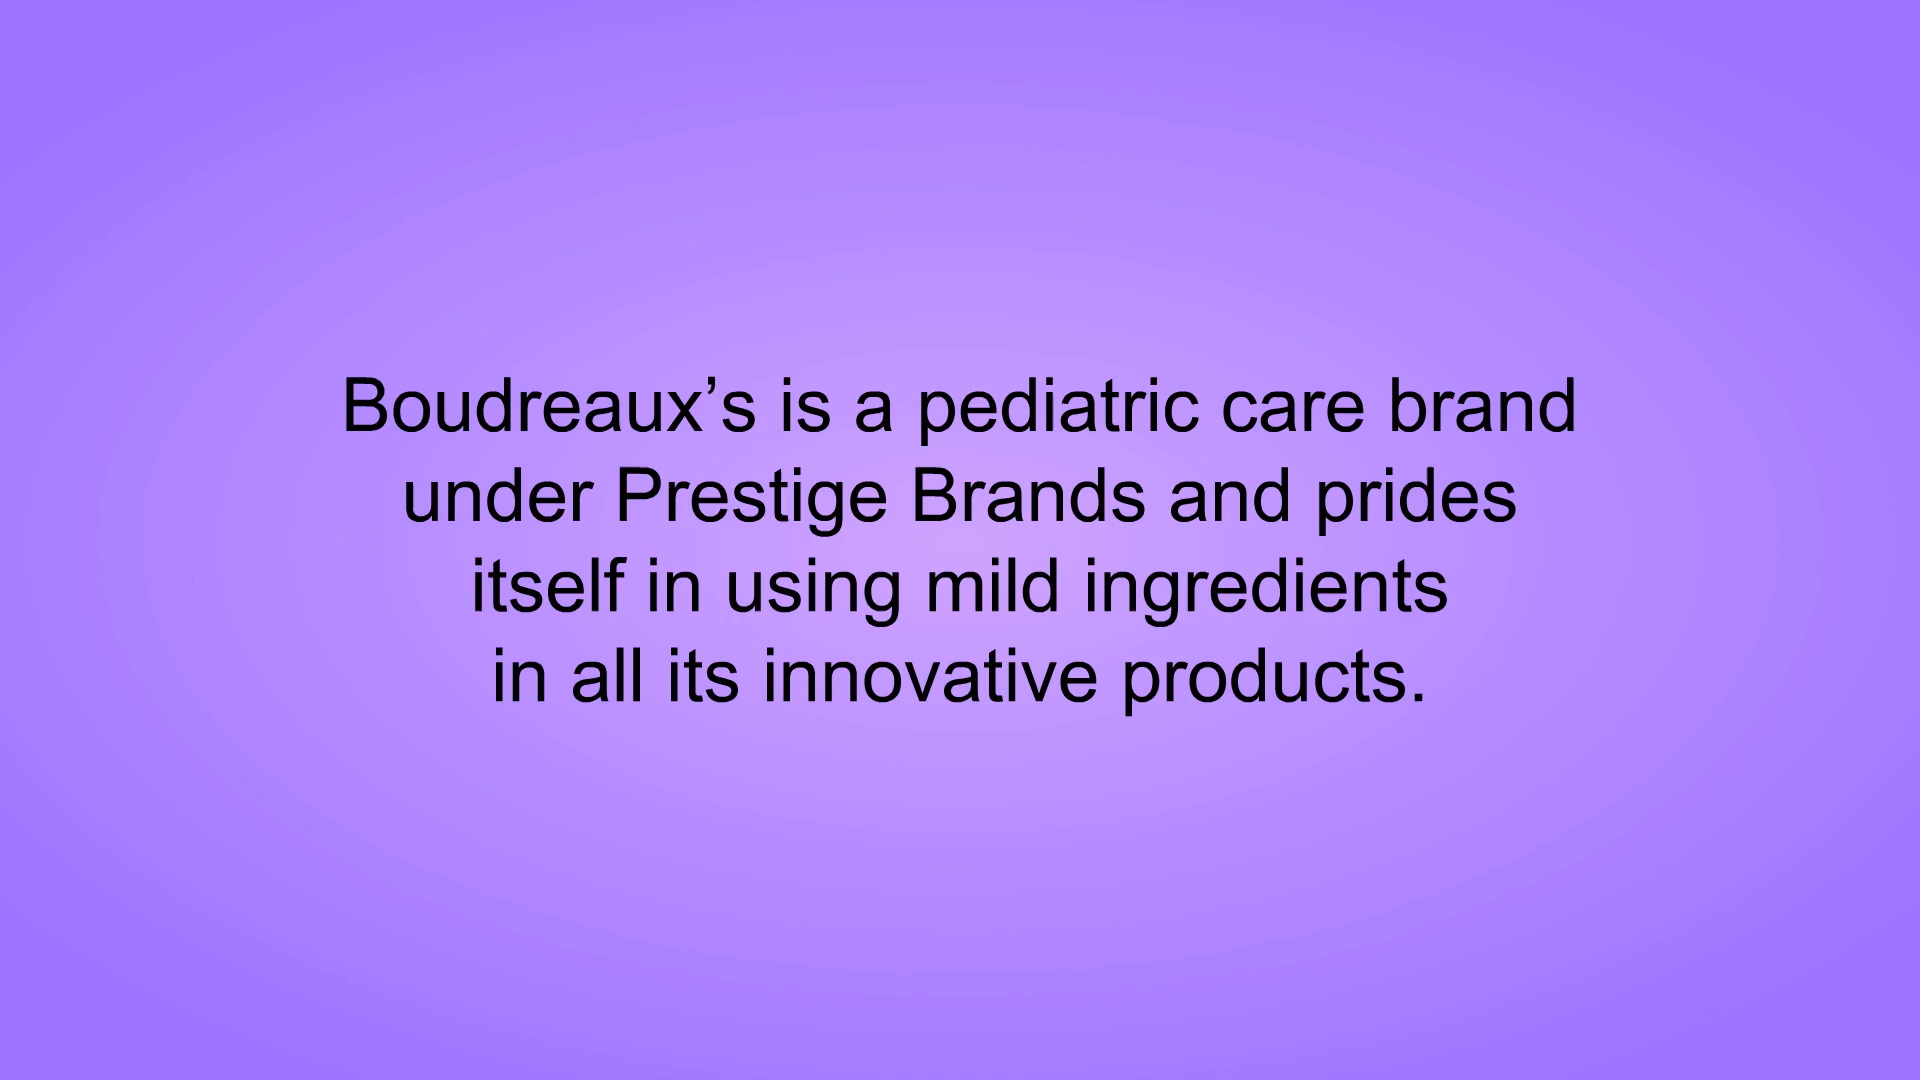 Boudreaux’s is a pediatric care brand
under Prestige Brands and prides
itself in using mild ingredients
in all its innovative products.